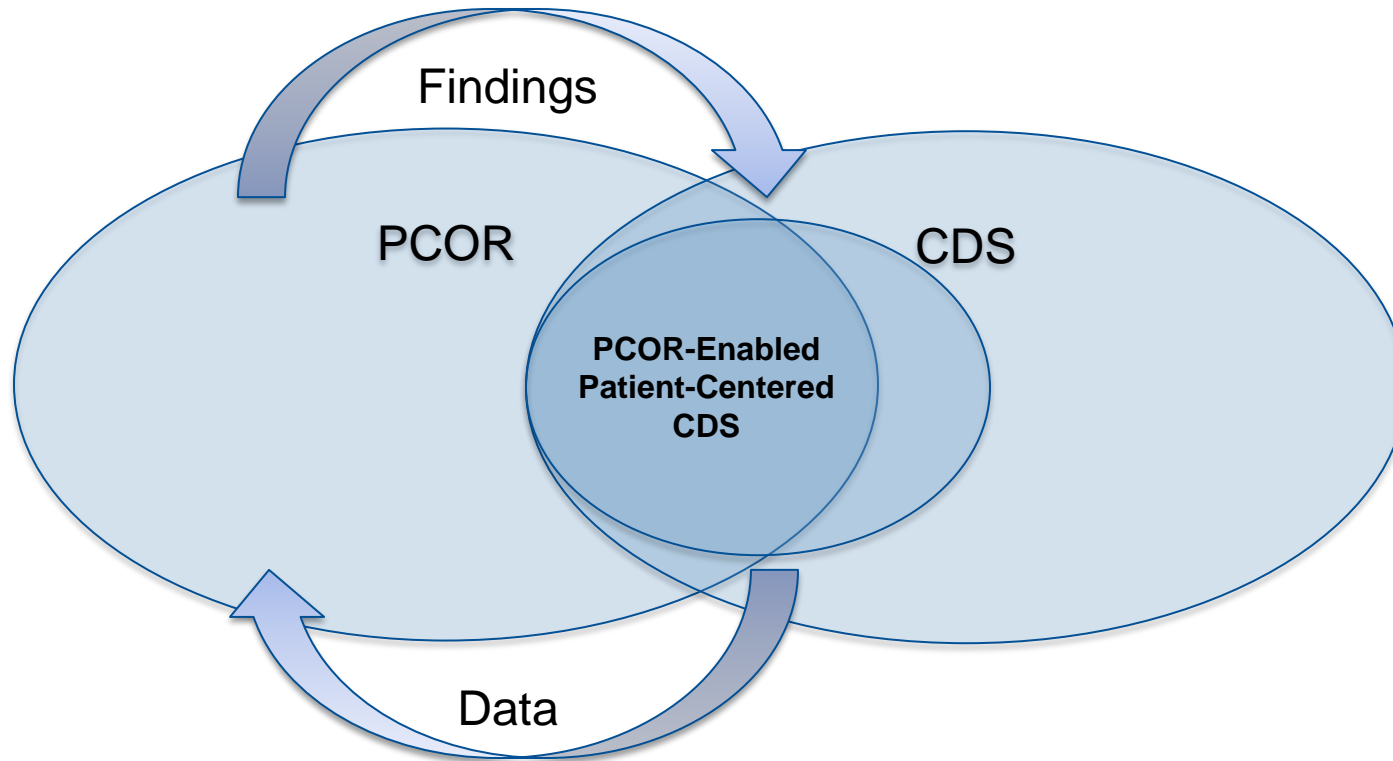 Findings
PCOR
CDS
PCOR-Enabled
Patient-Centered
CDS
Data